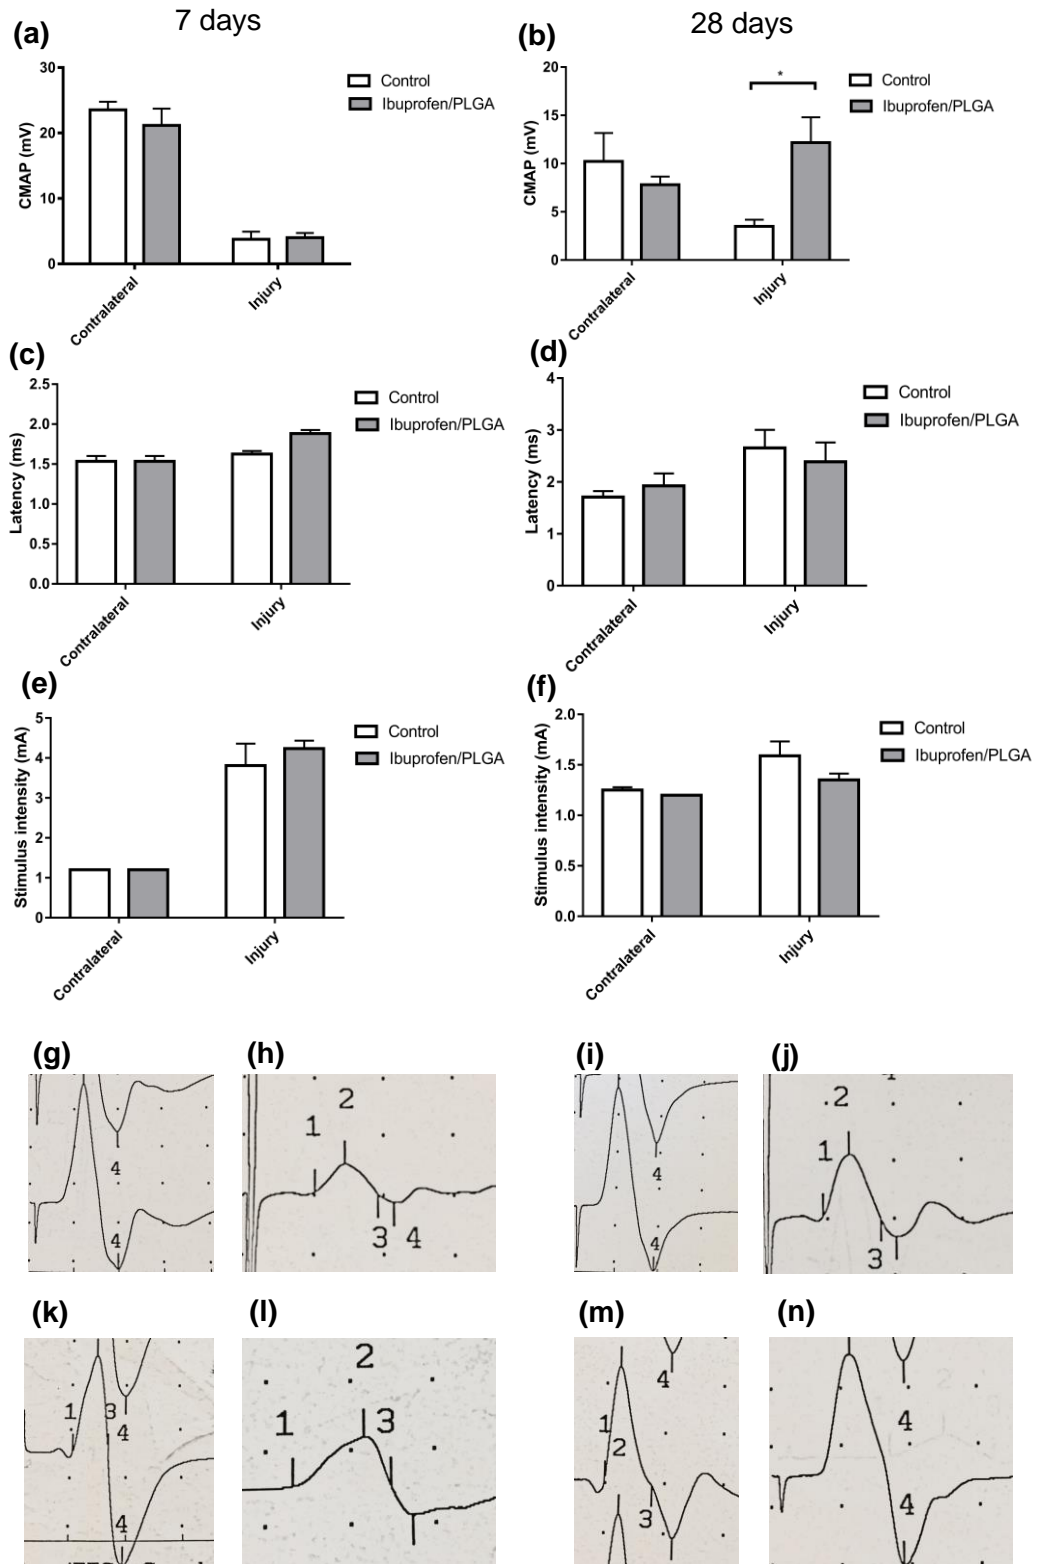 7 days
28 days
(a)
30
20
10
0
CMAP (mV)
Control
Ibuprofen/PLGA
Contralateral
Injury
(b)
20
15
10
5
0
CMAP (mV)
*
Control
Ibuprofen/PLGA
Contralateral
Injury
(c)
2.5
2.0
1.5
1.0
0.5
0.0
Latency (ms)
Control
Ibuprofen/PLGA
Contralateral
Injury
(d)
4
3
2
1
0
Latency (ms)
Control
Ibuprofen/PLGA
Contralateral
Injury
(e)
5
4
3
2
1
0
Stimulus intensity (mA)
Control
Ibuprofen/PLGA
Contralateral
Injury
(f)
2.0
1.5
1.0
0.5
0.0
Stimulus intensity (mA)
Control
Ibuprofen/PLGA
Contralateral
Injury
(g)
4
4
(h)
2
1
3 4
(i)
4
4
(j)
2
1
3
(k)
1 3
4
4
(l)
2
1 3
(m)
4
1
2
3
(n)
4
4